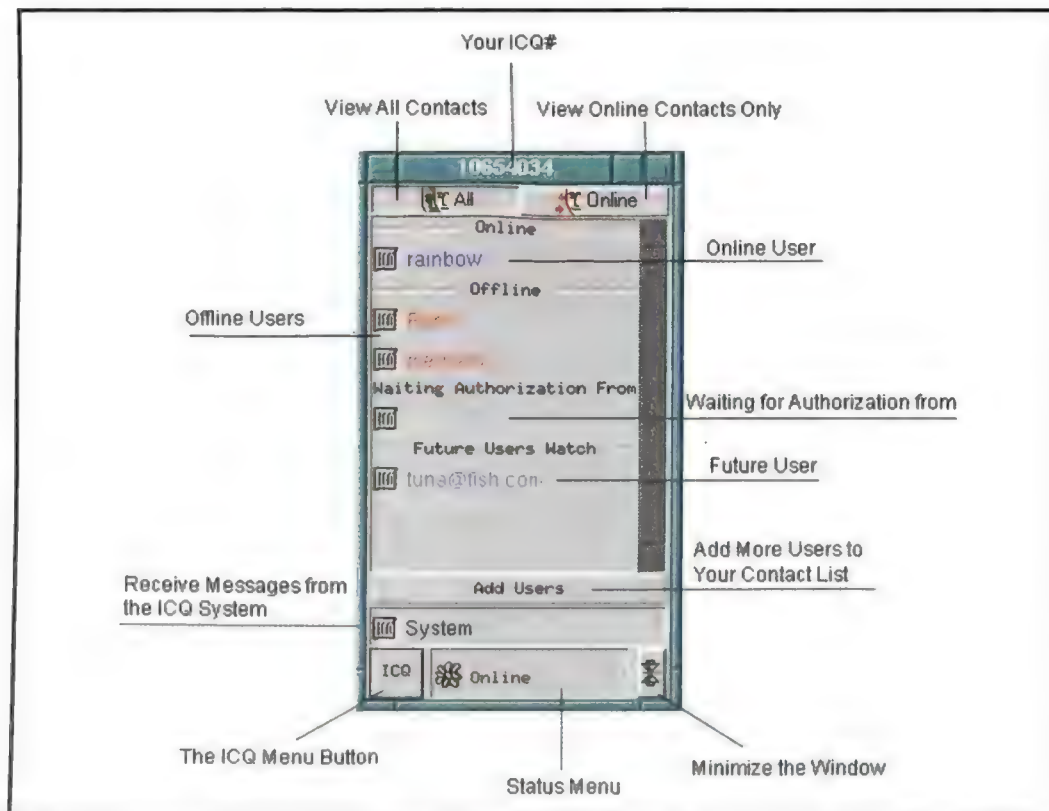 Your ICQ#
View All Contacts
View Online Contacts Only
10654034
All
Online
Online
rainbow
Online User
Offline
Offline Users
Waiting Authorization From
Waiting for Authorization from
Future Users Watch
tuna@fish.com
Future User
Add More Users to
Your Contact List
Receive Messages from
the ICQ System
Add Users
System
ICQ
Online
The ICQ Menu Button
Status Menu
Minimize the Window